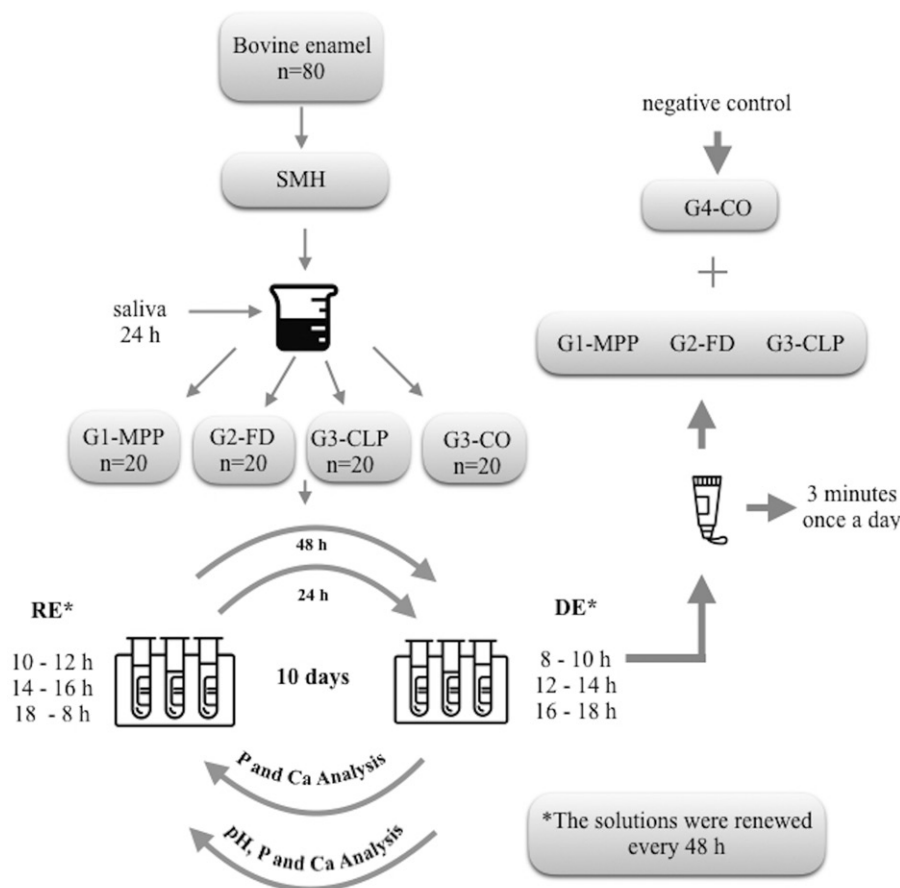 Bovine enamel
n=80
SMH
saliva
24 h
G1-MPP
n=20
G2-FD
n=20
G3-CLP
n=20
G3-CO
n=20
negative control
G4-CO
G1-MPP G2-FD G3-CLP
3 minutes
once a day
48 h
24 h
RE*
10 - 12 h
14 - 16 h
18 - 8 h
10 days
DE*
8 - 10 h
12 - 14 h
16 - 18 h
P and Ca Analysis
pH, P and Ca Analysis
*The solutions were renewed
every 48 h